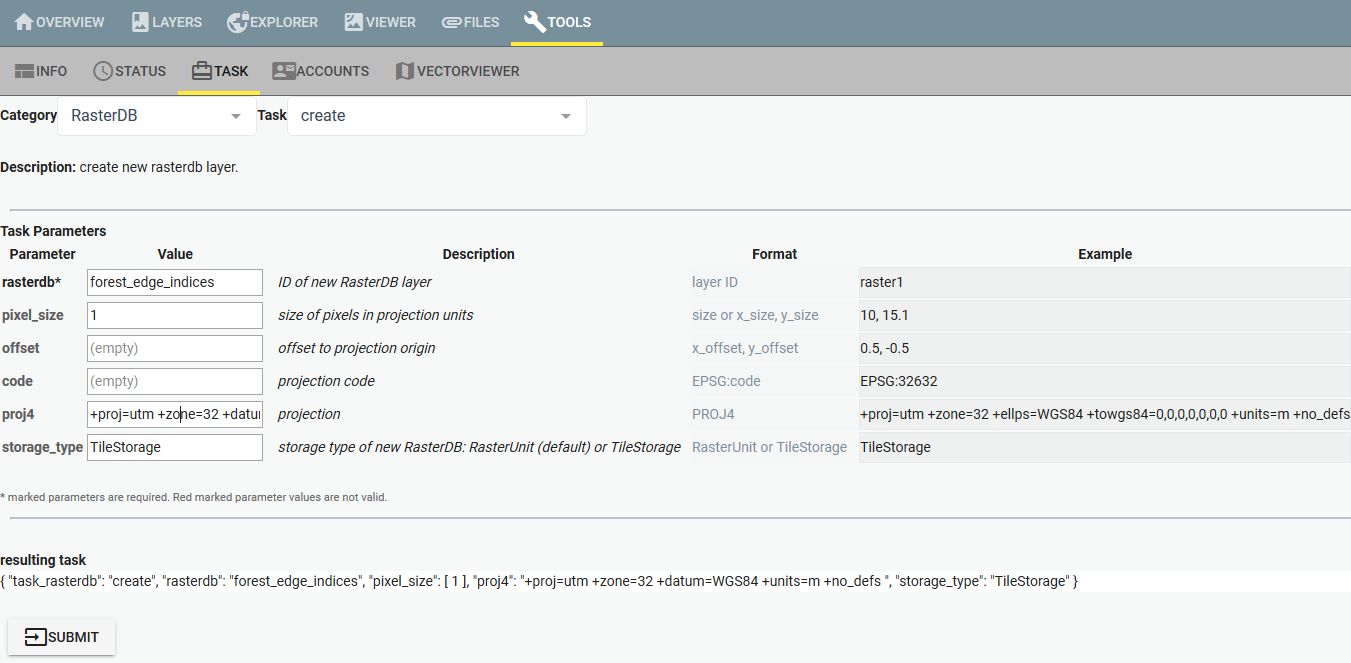 OVERVIEW LAYERS EXPLORER VIEWER FILES TOOLS
INFO STATUS TASK ACCOUNTS VECTORVIEWER
Category RasterDB Task create
Description: create new rasterdb layer.
Task Parameters
Parameter Value Description Format Example
rasterdb* forest_edge_indices ID of new RasterDB layer layer ID raster1
pixel_size 1 size of pixels in projection units size or x_size, y_size 10, 15.1
offset (empty) offset to projection origin x_offset, y_offset 0.5, -0.5
code (empty) projection code EPSG:code EPSG:32632
proj4 +proj=utm +zone=32 +datu projection PROJ4 +proj=utm +zone=32 +ellps=WGS84 +towgs84=0,0,0,0,0,0,0 +units=m +no_defs
storage_type TileStorage storage type of new RasterDB: RasterUnit (default) or TileStorage RasterUnit or TileStorage TileStorage
* marked parameters are required. Red marked parameter values are not valid.
resulting task
{ "task_rasterdb": "create", "rasterdb": "forest_edge_indices", "pixel_size": [ 1 ], "proj4": "+proj=utm +zone=32 +datum=WGS84 +units=m +no_defs ", "storage_type": "TileStorage" }
SUBMIT